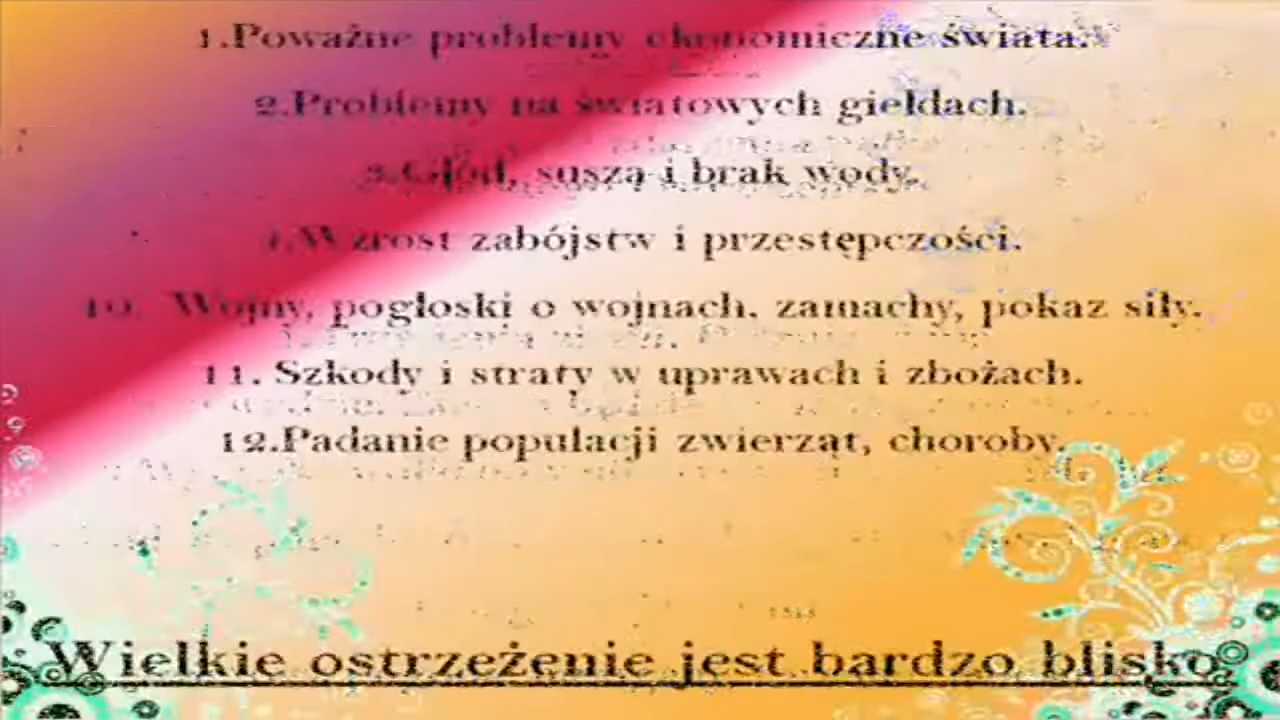 1.Poważne problemy ekonomiczne świata.
2.Problemy na światowych giełdach.
3.Głód, susza i brak wody.
Wzrost zabójstw i przestępczości.
10. Wojny, pogłoski o wojnach, zamachy, pokaz siły.
11. Szkody i straty w uprawach i zbożach.
12.Padanie populacji zwierząt, choroby.
Wielkie ostrzeżenie jest bardzo blisko